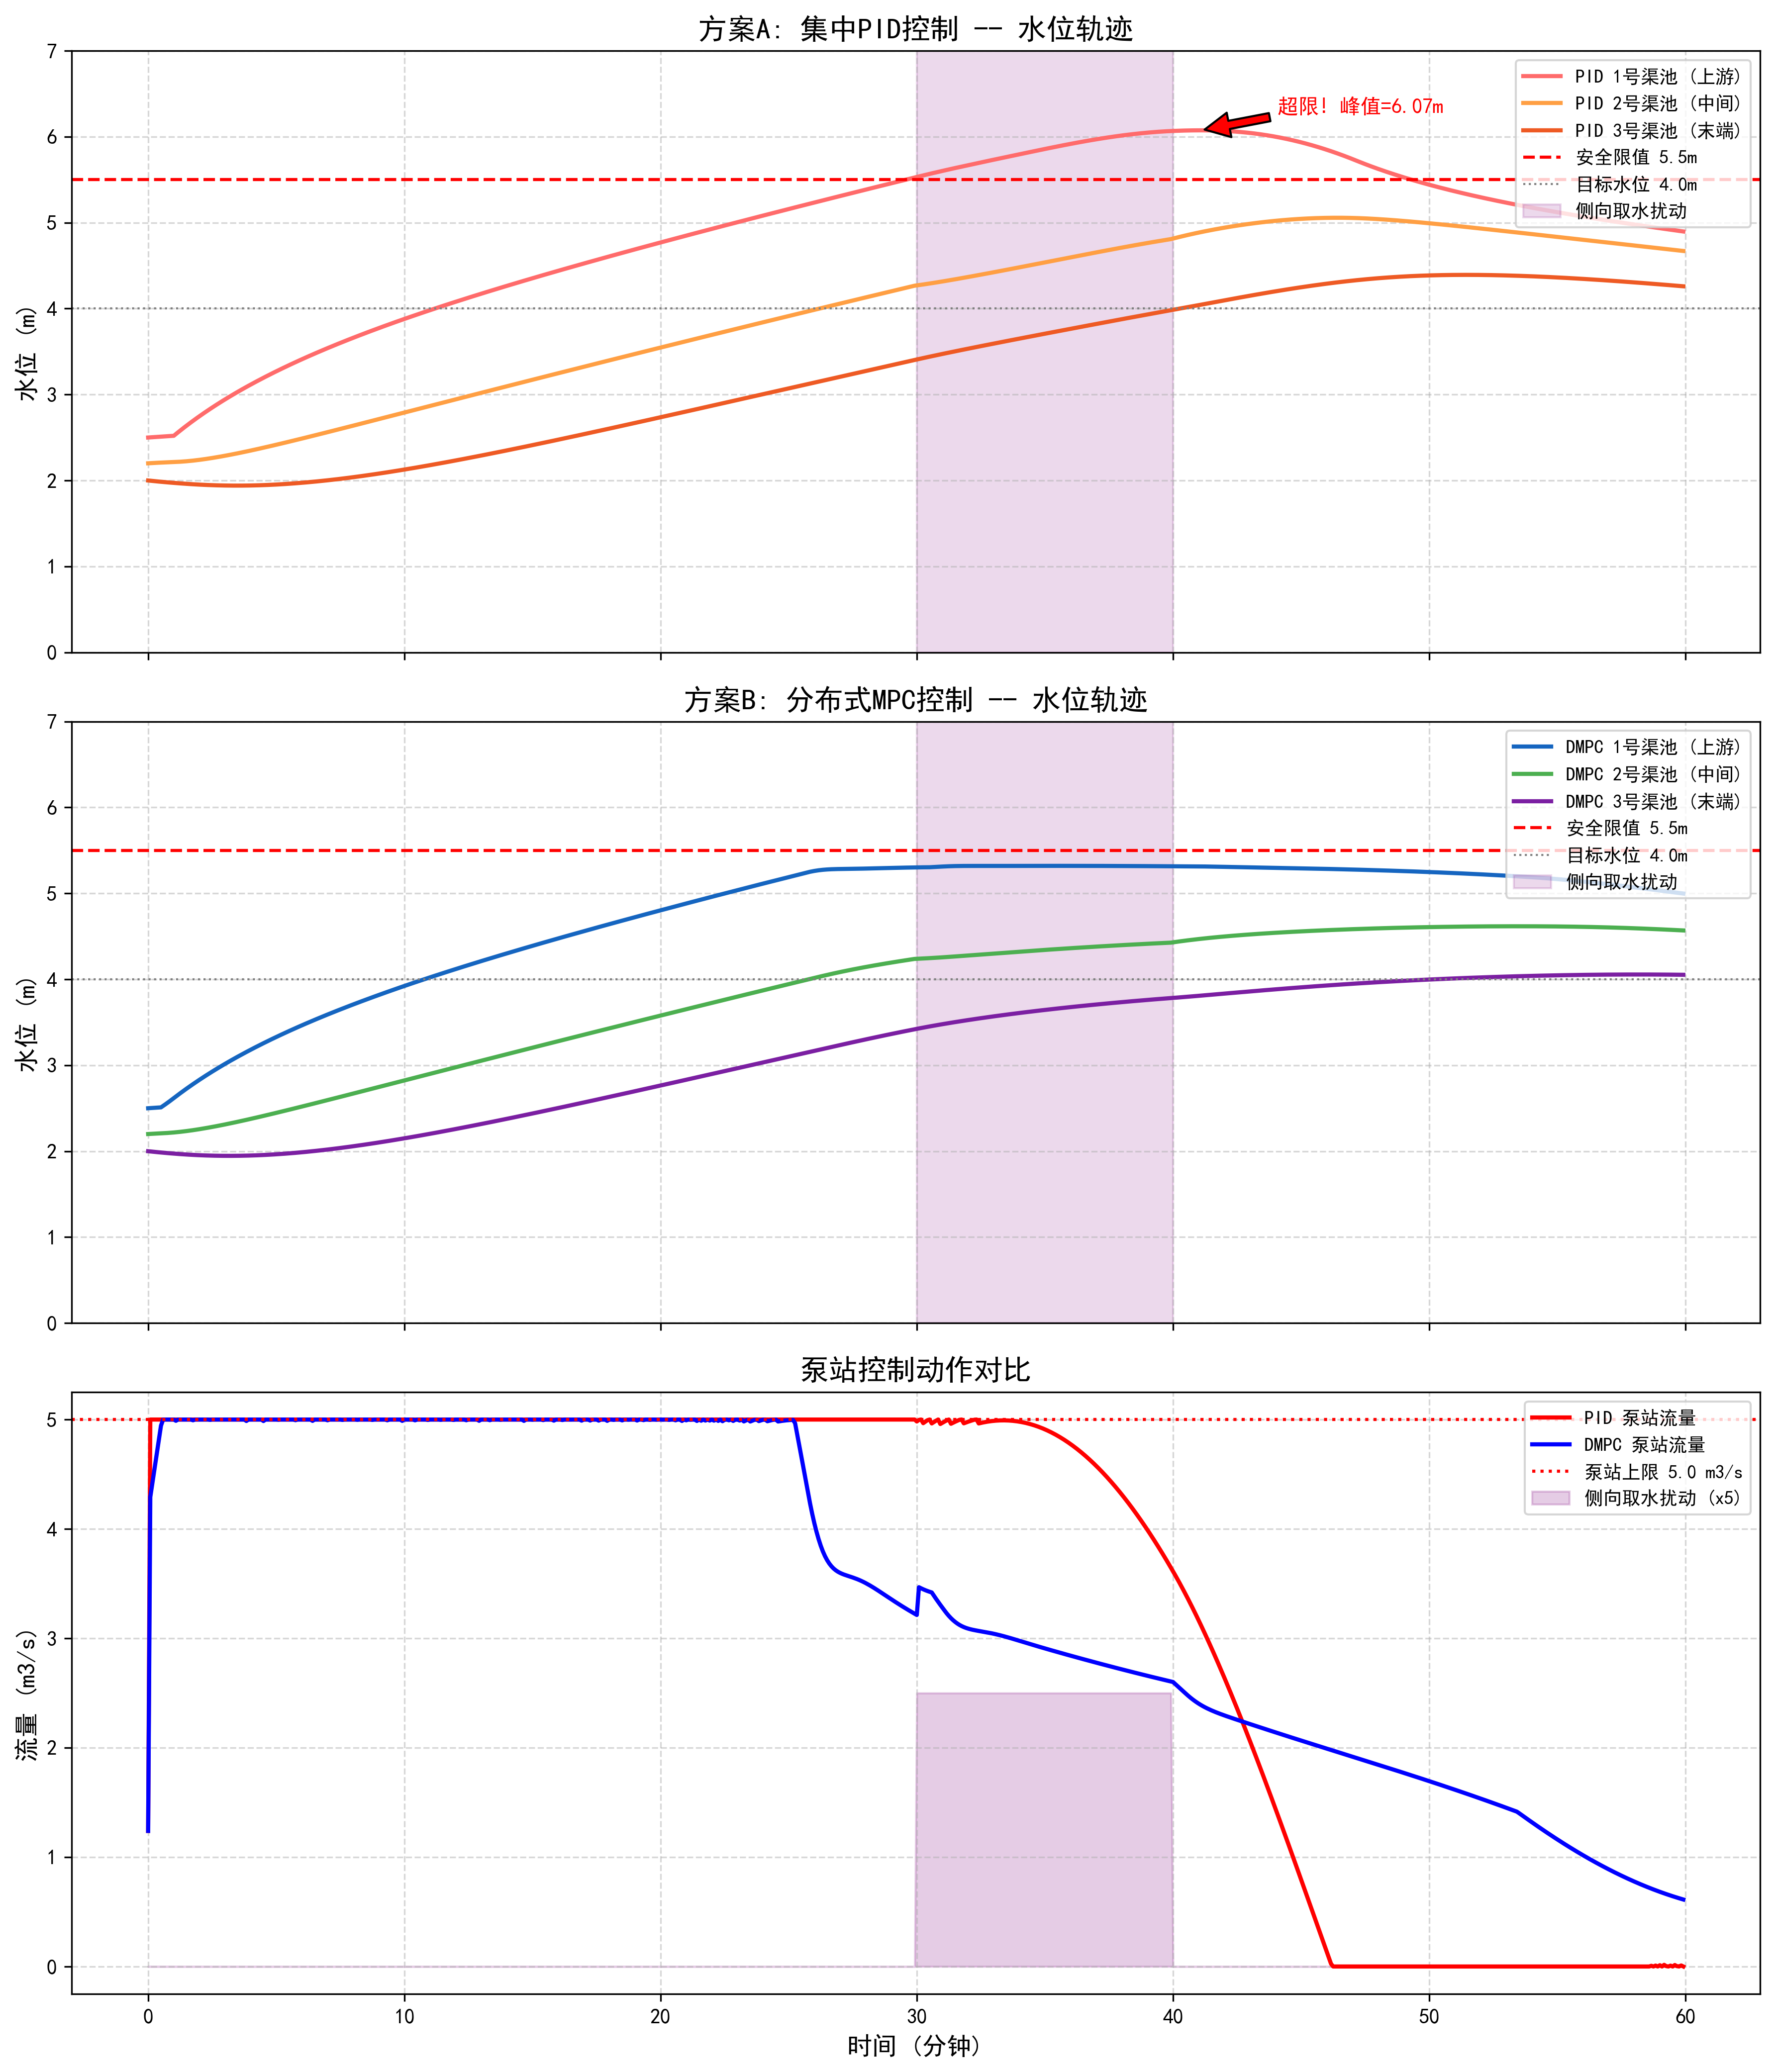 方案A: 集中PID控制 -- 水位轨迹
7
6
5
4
3
2
1
0
水位 (m)
超限! 峰值=6.07m
PID 1号渠池 (上游)
PID 2号渠池 (中间)
PID 3号渠池 (末端)
安全限值 5.5m
目标水位 4.0m
侧向取水扰动
方案B: 分布式MPC控制 -- 水位轨迹
7
6
5
4
3
2
1
0
水位 (m)
DMPC 1号渠池 (上游)
DMPC 2号渠池 (中间)
DMPC 3号渠池 (末端)
安全限值 5.5m
目标水位 4.0m
侧向取水扰动
泵站控制动作对比
5
4
3
2
1
0
流量 (m3/s)
PID 泵站流量
DMPC 泵站流量
泵站上限 5.0 m3/s
侧向取水扰动 (x5)
0 10 20 30 40 50 60
时间 (分钟)